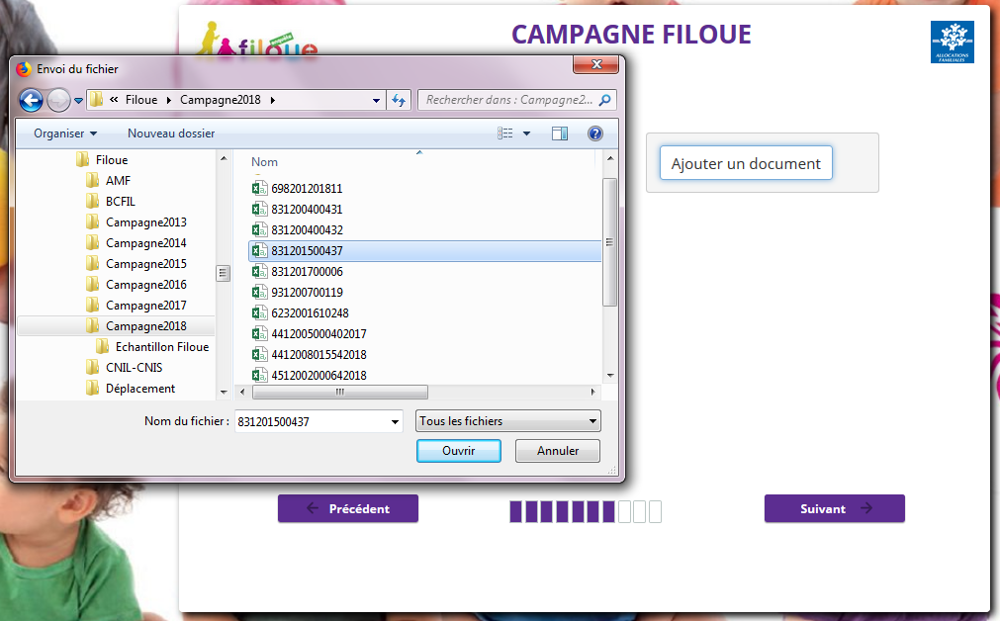 CAMPAGNE FILOUE
enquête
filoue
ALLOCATIONS
FAMILIALES
Envoi du fichier
« Filoue Campagne2018
Rechercher dans : Campagne2...
Organiser Nouveau dossier
Filoue
AMF
BCFIL
Campagne2013
Campagne2014
Campagne2015
Campagne2016
Campagne2017
Campagne2018
Echantillon Filoue
CNIL-CNIS
Déplacement
Nom
698201201811
831200400431
831200400432
831201500437
831201700006
931200700119
6232001610248
4412005000402017
4412008015542018
4512002000642018
Nom du fichier : 831201500437
Tous les fichiers
Ouvrir Annuler
Ajouter un document
Précédent
Suivant